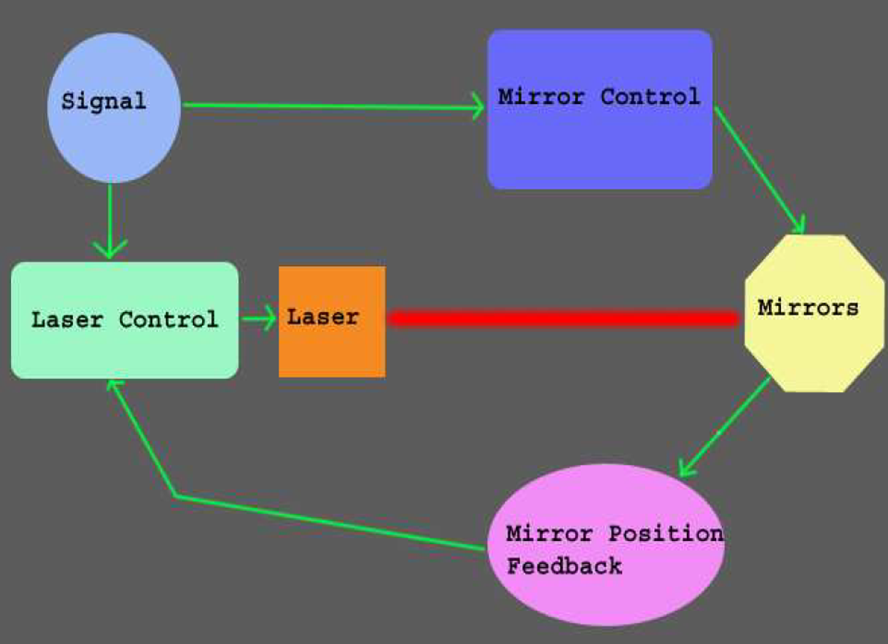 Signal
Mirror Control
Laser Control
Laser
Mirrors
Mirror Position
Feedback